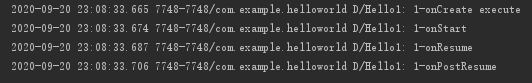 2020-09-20 23:08:33.665 7748-7748/com.example.helloworld D/Hello1: 1-onCreate execute
2020-09-20 23:08:33.674 7748-7748/com.example.helloworld D/Hello1: 1-onStart
2020-09-20 23:08:33.687 7748-7748/com.example.helloworld D/Hello1: 1-onResume
2020-09-20 23:08:33.706 7748-7748/com.example.helloworld D/Hello1: 1-onPostResume